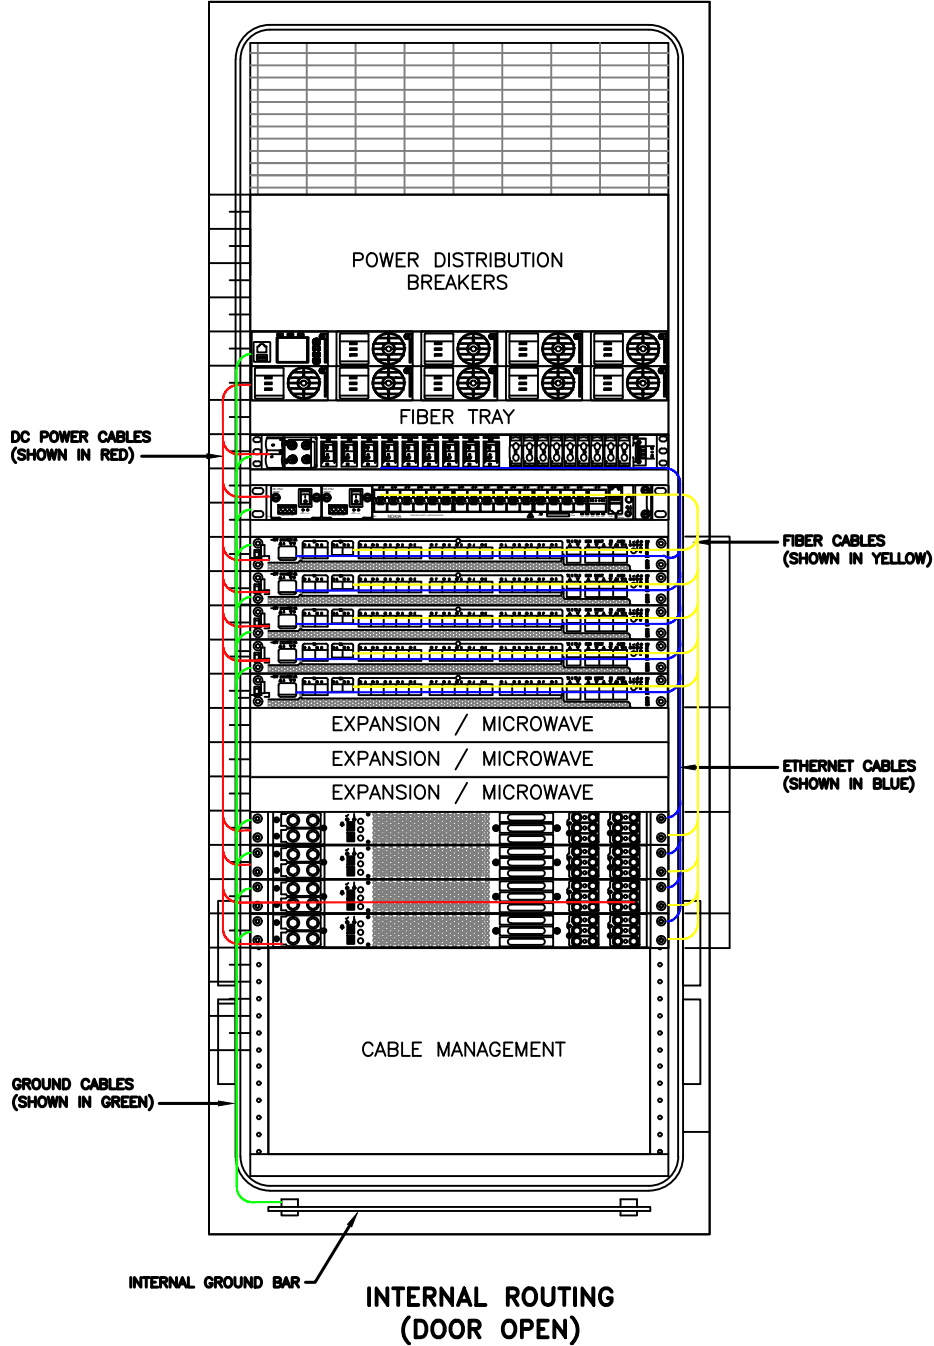 POWER DISTRIBUTION
BREAKERS
FIBER TRAY
DC POWER CABLES
(SHOWN IN RED)
FIBER CABLES
(SHOWN IN YELLOW)
EXPANSION / MICROWAVE
EXPANSION / MICROWAVE
EXPANSION / MICROWAVE
ETHERNET CABLES
(SHOWN IN BLUE)
CABLE MANAGEMENT
GROUND CABLES
(SHOWN IN GREEN)
INTERNAL GROUND BAR
INTERNAL ROUTING
(DOOR OPEN)